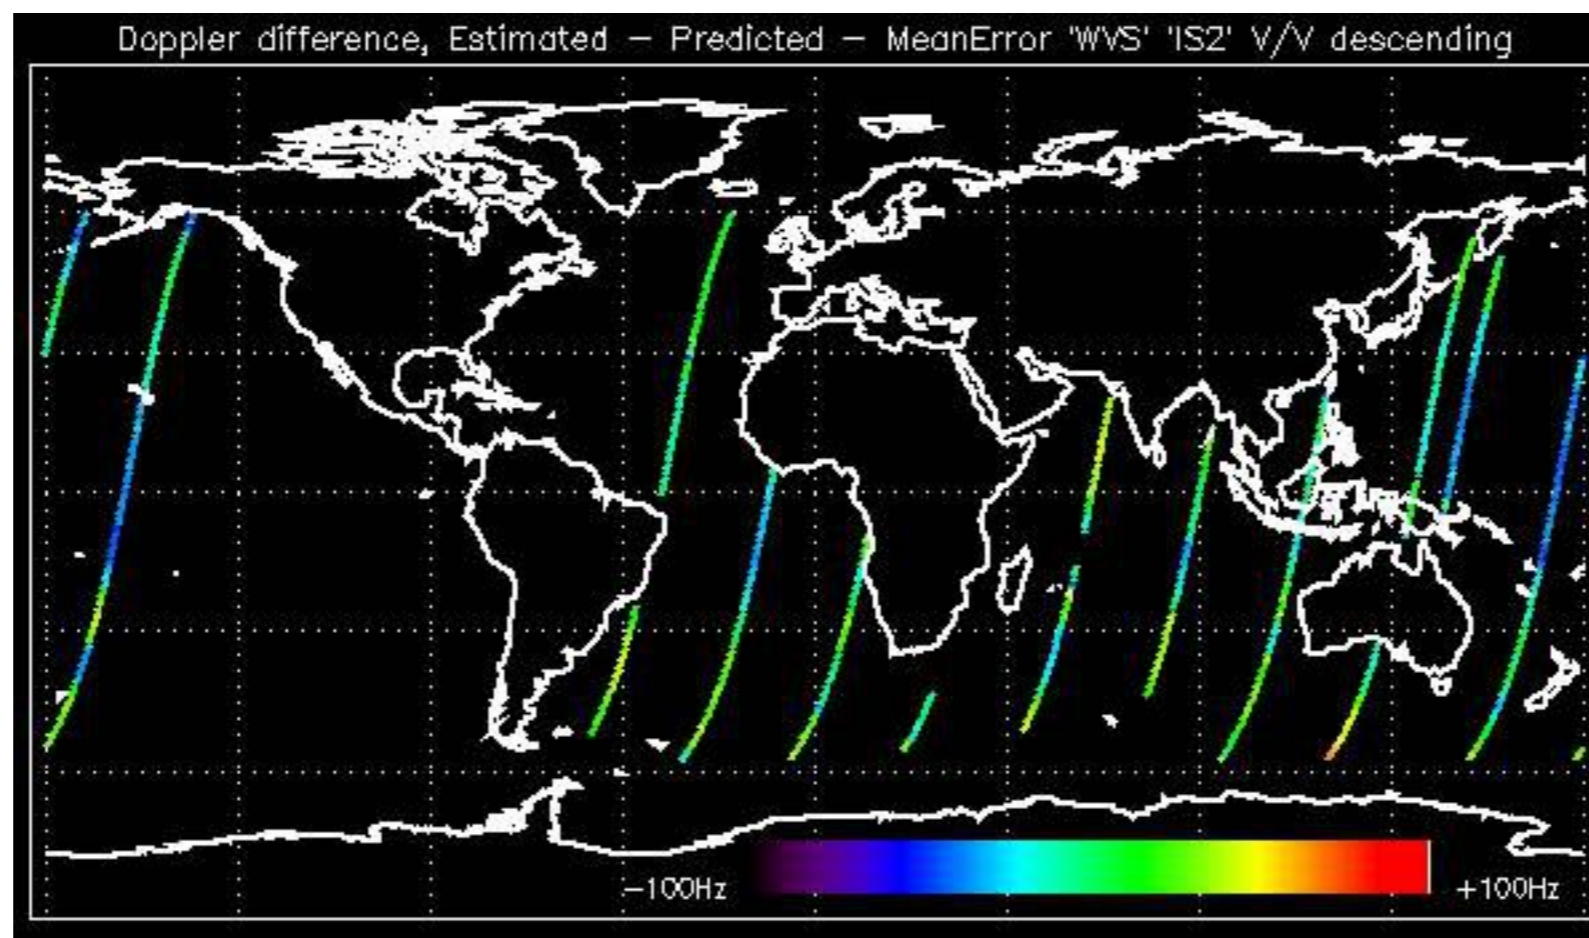 Doppler difference, Estimated – Predicted – MeanError 'WVS' 'IS2' V/V descending
–100Hz
+100Hz